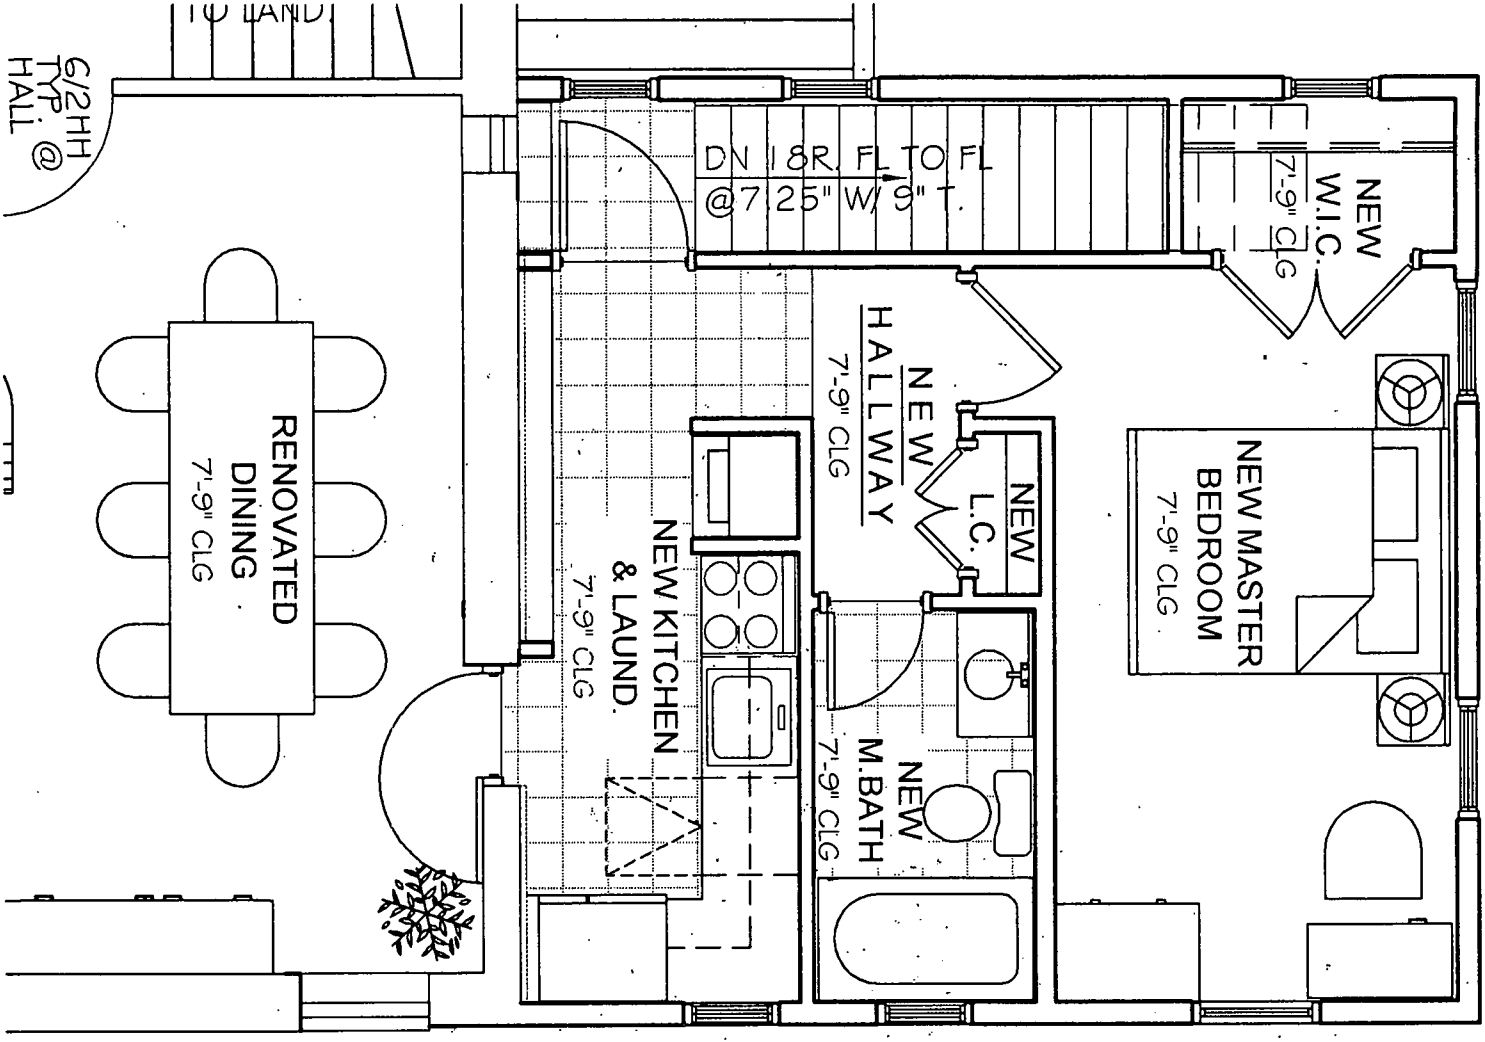 TO LAND.
6/2HH
TYP. @
HALL
DN 18R. FL TO FL
@7.25" W/ 9" T.
NEW
W.I.C.
7'-9" CLG
NEW
HALLWAY
7'-9" CLG
NEW
L.C.
NEW MASTER
BEDROOM
7'-9" CLG
RENOVATED
DINING
7'-9" CLG
NEW KITCHEN
& LAUND.
7'-9" CLG
NEW
M.BATH
7'-9" CLG